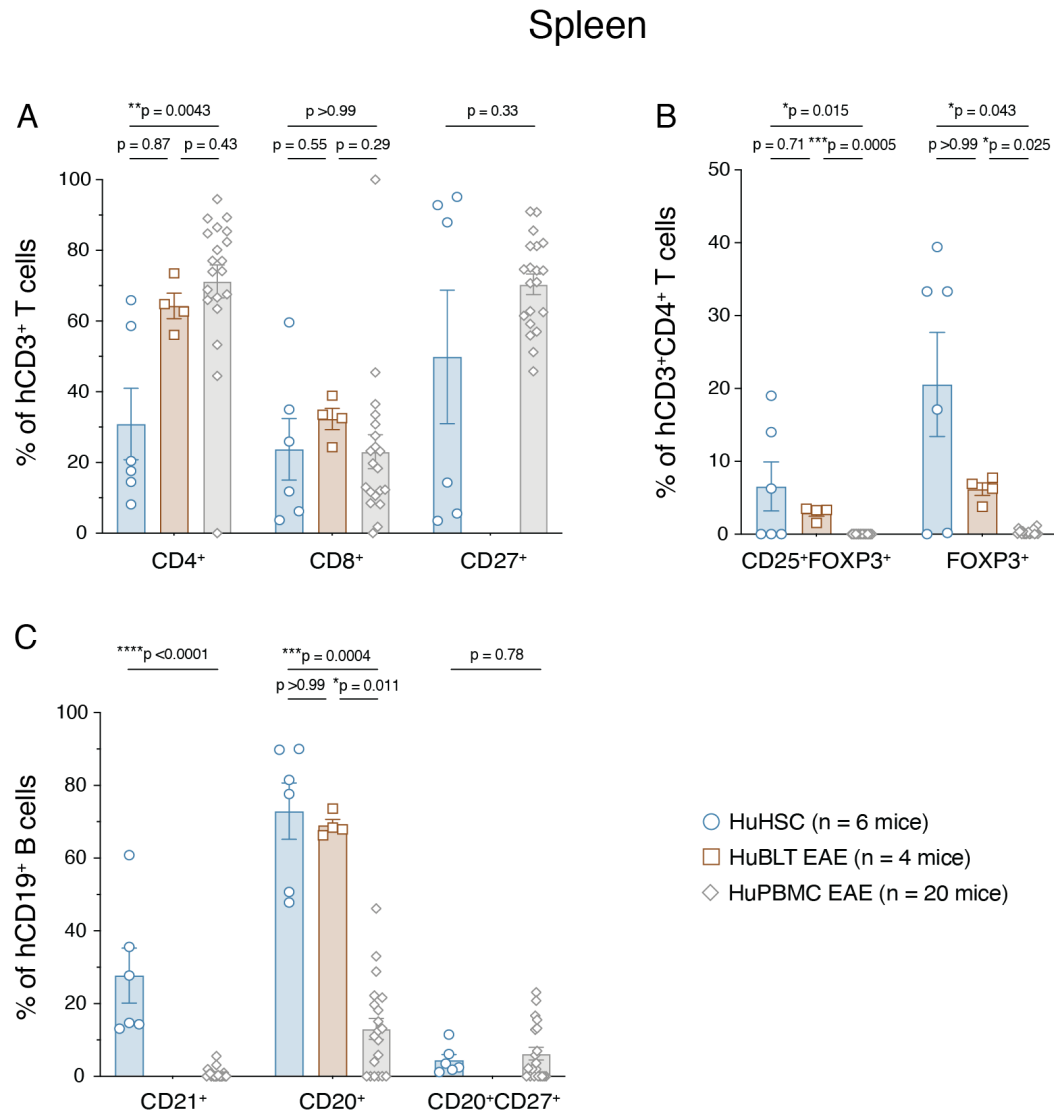 Spleen
A
**p = 0.0043
p >0.99
p = 0.33
p = 0.87
p = 0.43
p = 0.55
p = 0.29
% of hCD3⁺ T cells
100
80
60
40
20
0
CD4⁺
CD8⁺
CD27⁺
B
*p = 0.015
*p = 0.043
p = 0.71
***p = 0.0005
p >0.99
*p = 0.025
% of hCD3⁺CD4⁺ T cells
50
40
30
20
10
0
CD25⁺FOXP3⁺
FOXP3⁺
C
****p <0.0001
***p = 0.0004
p = 0.78
p >0.99
*p = 0.011
% of hCD19⁺ B cells
100
80
60
40
20
0
CD21⁺
CD20⁺
CD20⁺CD27⁺
HuHSC (n = 6 mice)
HuBLT EAE (n = 4 mice)
HuPBMC EAE (n = 20 mice)